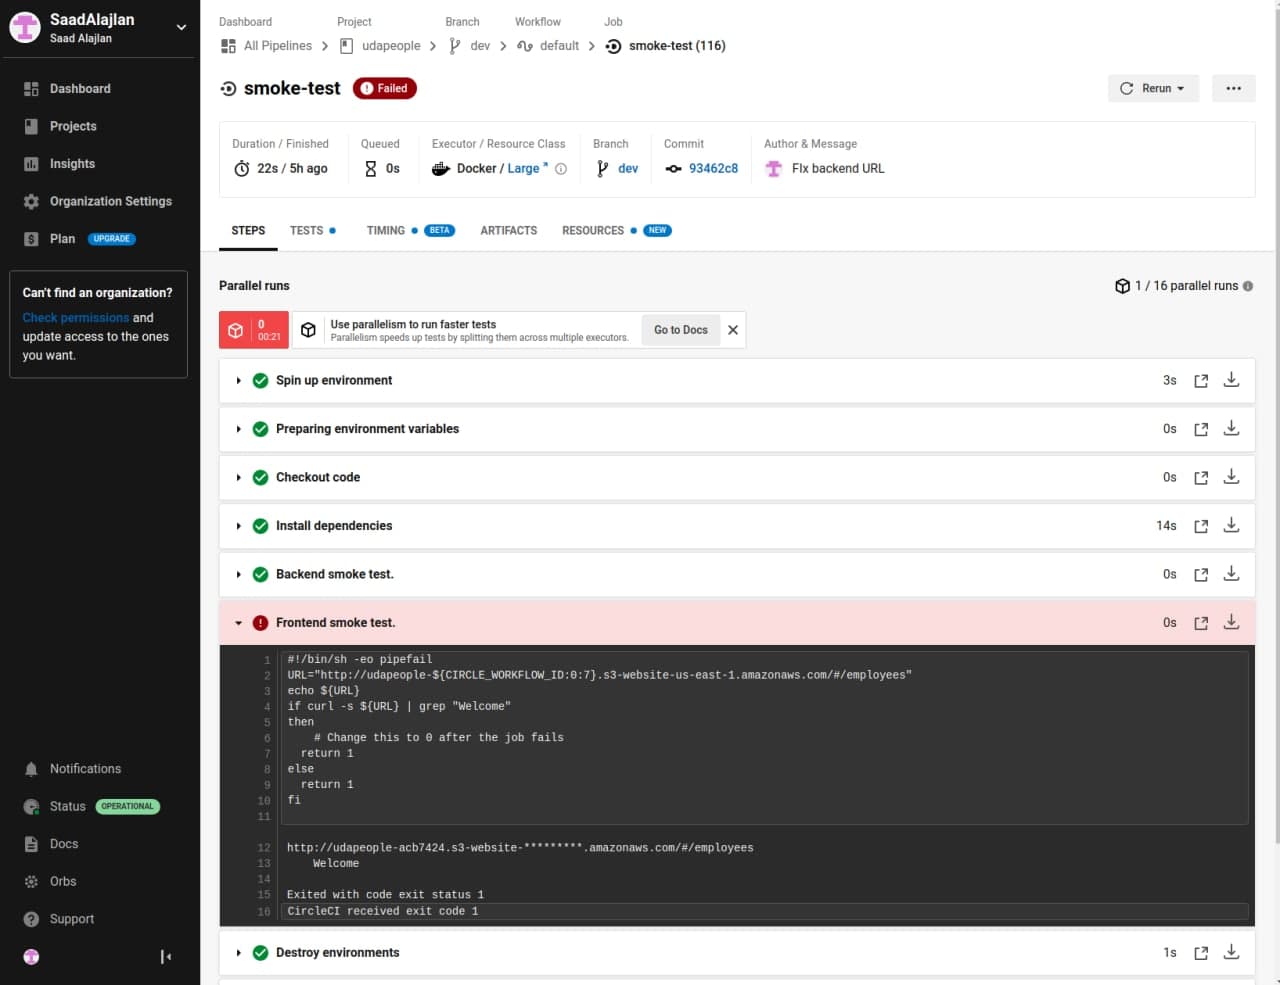 SaadAlajlan
Saad Alajlan
Dashboard
Projects
Insights
Organization Settings
Plan UPGRADE
Can't find an organization?
Check permissions and
update access to the ones
you want.
Notifications
Status OPERATIONAL
Docs
Orbs
Support
Dashboard Project Branch Workflow Job
All Pipelines udapeople dev default smoke-test (116)
smoke-test Failed
Rerun
Duration / Finished Queued Executor / Resource Class Branch Commit Author & Message
22s / 5h ago 0s Docker / Large dev 93462c8 FIx backend URL
STEPS TESTS TIMING BETA ARTIFACTS RESOURCES NEW
Parallel runs 1 / 16 parallel runs
0
00:21
Use parallelism to run faster tests
Parallelism speeds up tests by splitting them across multiple executors.
Go to Docs
Spin up environment 3s
Preparing environment variables 0s
Checkout code 0s
Install dependencies 14s
Backend smoke test. 0s
Frontend smoke test. 0s
1 #!/bin/sh -eo pipefail
2 URL="http://udapeople-${CIRCLE_WORKFLOW_ID:0:7}.s3-website-us-east-1.amazonaws.com/#/employees"
3 echo ${URL}
4 if curl -s ${URL} | grep "Welcome"
5 then
6 # Change this to 0 after the job fails
7 return 1
8 else
9 return 1
10 fi
11
12 http://udapeople-acb7424.s3-website-*********.amazonaws.com/#/employees
13 Welcome
14
15 Exited with code exit status 1
16 CircleCI received exit code 1
Destroy environments 1s